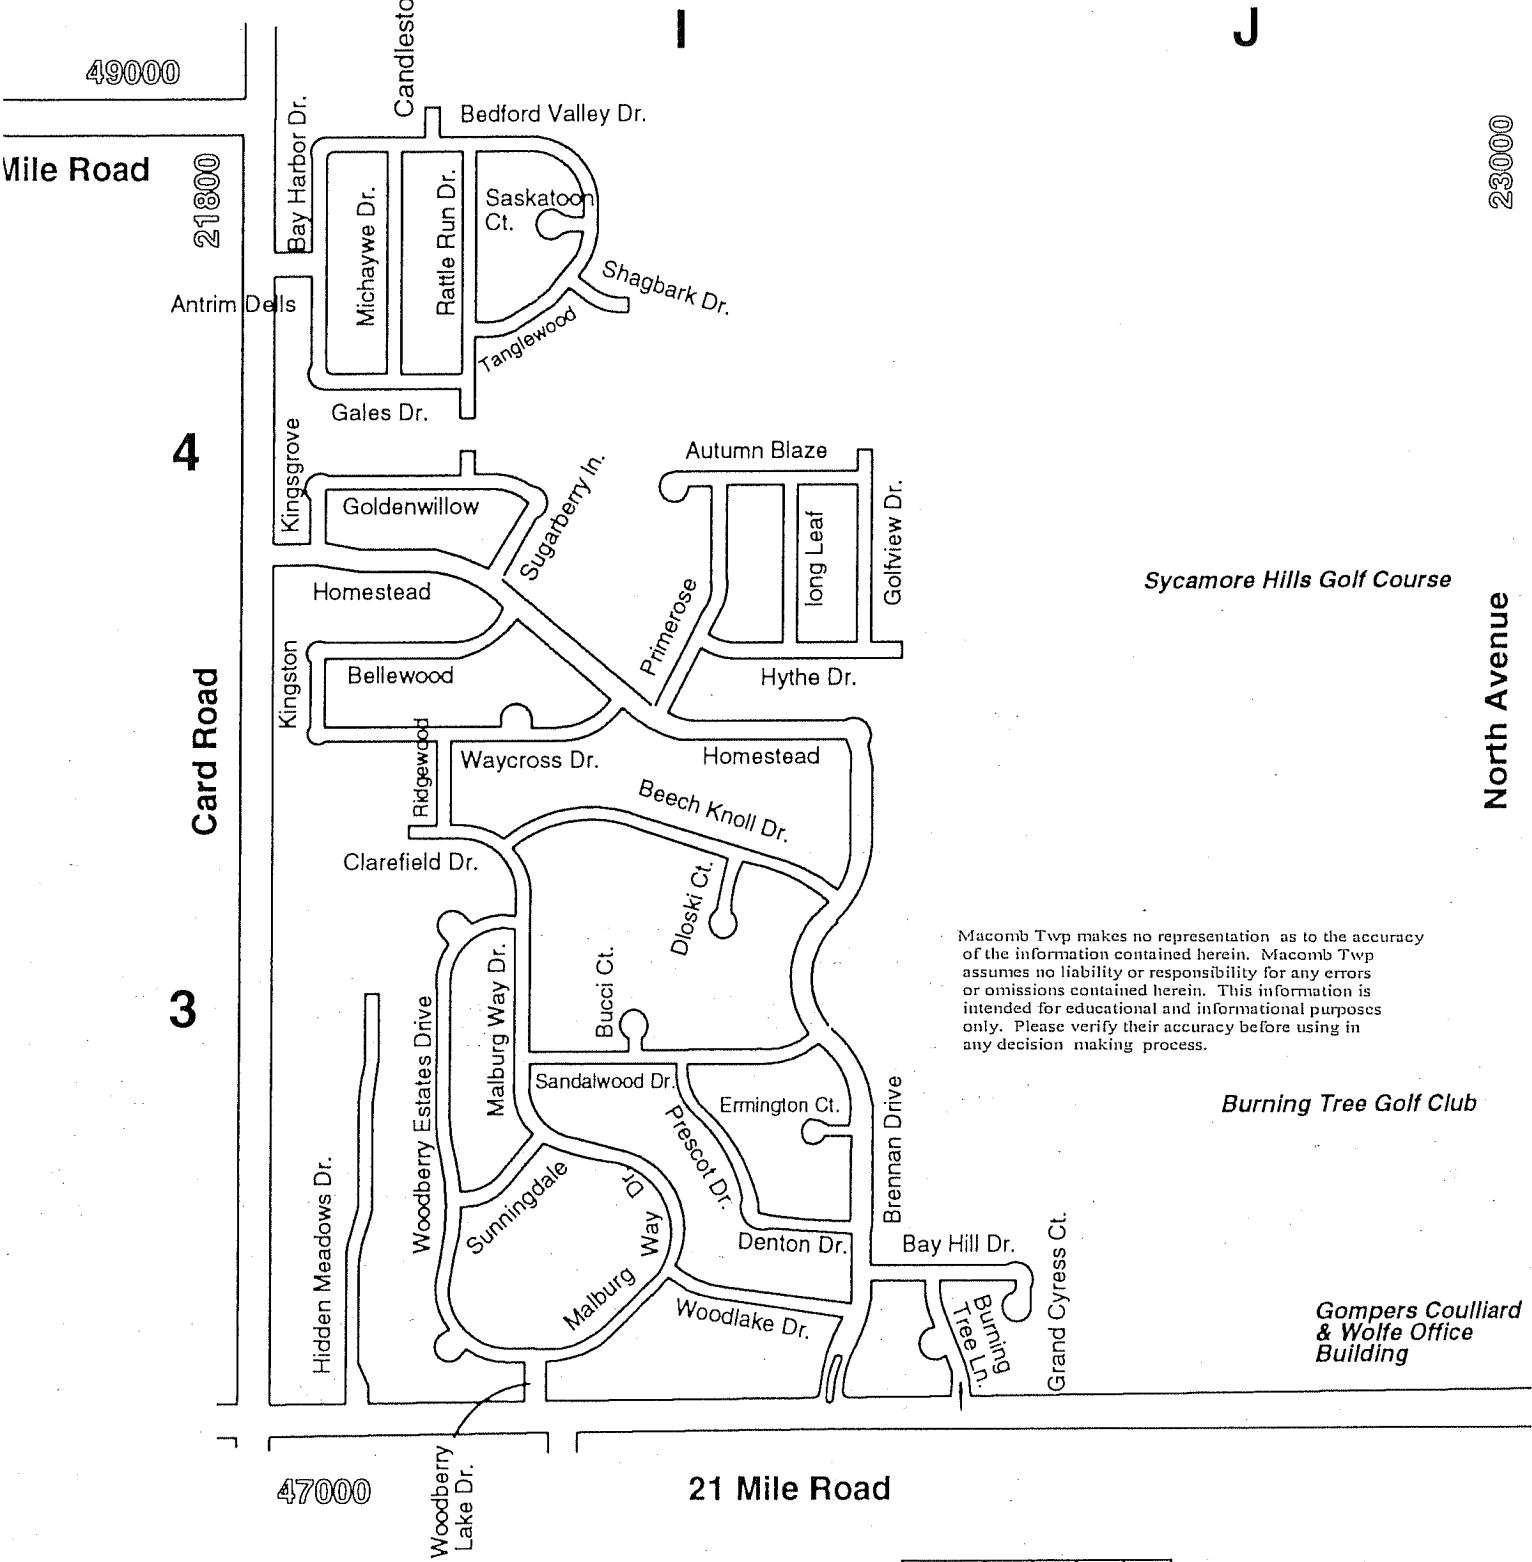 I
J
Candlesto
49000
Bedford Valley Dr.
Bay Harbor Dr.
Mile Road
21800
23000
Michaywe Dr.
Rattle Run Dr.
Saskatoon
Ct.
Shagbark Dr.
Antrim Dells
Tanglewood
Gales Dr.
4
Kingsgrove
Goldenwillow
Sugarberry ln.
Autumn Blaze
long Leaf
Golfview Dr.
Homestead
Primerose
Sycamore Hills Golf Course
North Avenue
Kingston
Bellewood
Hythe Dr.
Card Road
Ridgewood
Waycross Dr.
Homestead
Beech Knoll Dr.
Clarefield Dr.
Dloski Ct.
Macomb Twp makes no representation as to the accuracy
of the information contained herein. Macomb Twp
assumes no liability or responsibility for any errors
or omissions contained herein. This information is
intended for educational and informational purposes
only. Please verify their accuracy before using in
any decision making process.
3
Bucci Ct.
Malburg Way Dr.
Woodberry Estates Drive
Sandalwood Dr.
Ermington Ct.
Prescot Dr.
Brennan Drive
Burning Tree Golf Club
Hidden Meadows Dr.
Sunningdale
Malburg
Way
Dr.
Denton Dr.
Bay Hill Dr.
Grand Cyress Ct.
Woodlake Dr.
Burning
Tree Ln.
Gompers Coulliard
& Wolfe Office
Building
47000
Woodberry
Lake Dr.
21 Mile Road